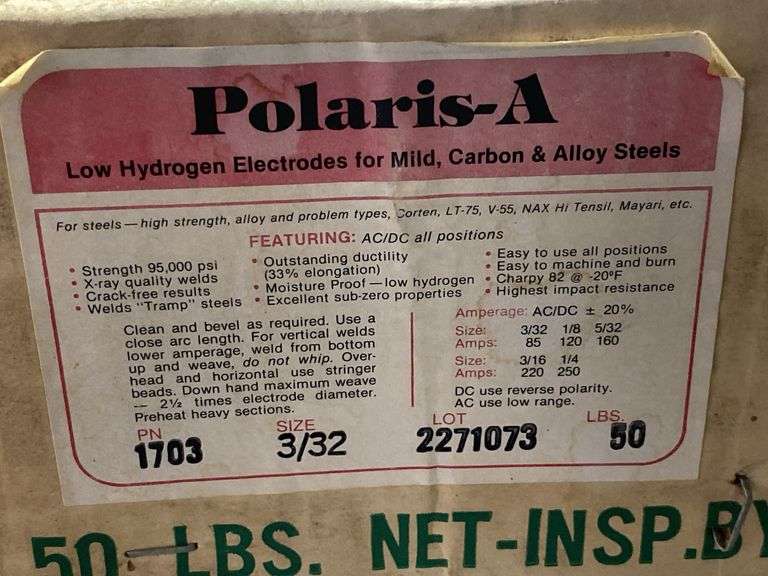 Polaris-A
Low Hydrogen Electrodes for Mild, Carbon & Alloy Steels
For steels — high strength, alloy and problem types, Corten, LT-75, V-55, NAX Hi Tensil, Mayari, etc.
FEATURING: AC/DC all positions
• Strength 95,000 psi
• X-ray quality welds
• Crack-free results
• Welds "Tramp" steels
• Outstanding ductility
(33% elongation)
• Moisture Proof — low hydrogen
• Excellent sub-zero properties
• Easy to use all positions
• Easy to machine and burn
• Charpy 82 @ -20°F
• Highest impact resistance
Clean and bevel as required. Use a
close arc length. For vertical welds
lower amperage, weld from bottom
up and weave, do not whip. Over-
head and horizontal use stringer
beads. Down hand maximum weave
— 2½ times electrode diameter.
Preheat heavy sections.
Amperage: AC/DC ± 20%
Size: 3/32 1/8 5/32
Amps: 85 120 160
Size: 3/16 1/4
Amps: 220 250
DC use reverse polarity.
AC use low range.
PN SIZE LOT LBS.
1703 3/32 2271073 50
50 LBS. NET-INSP.BY